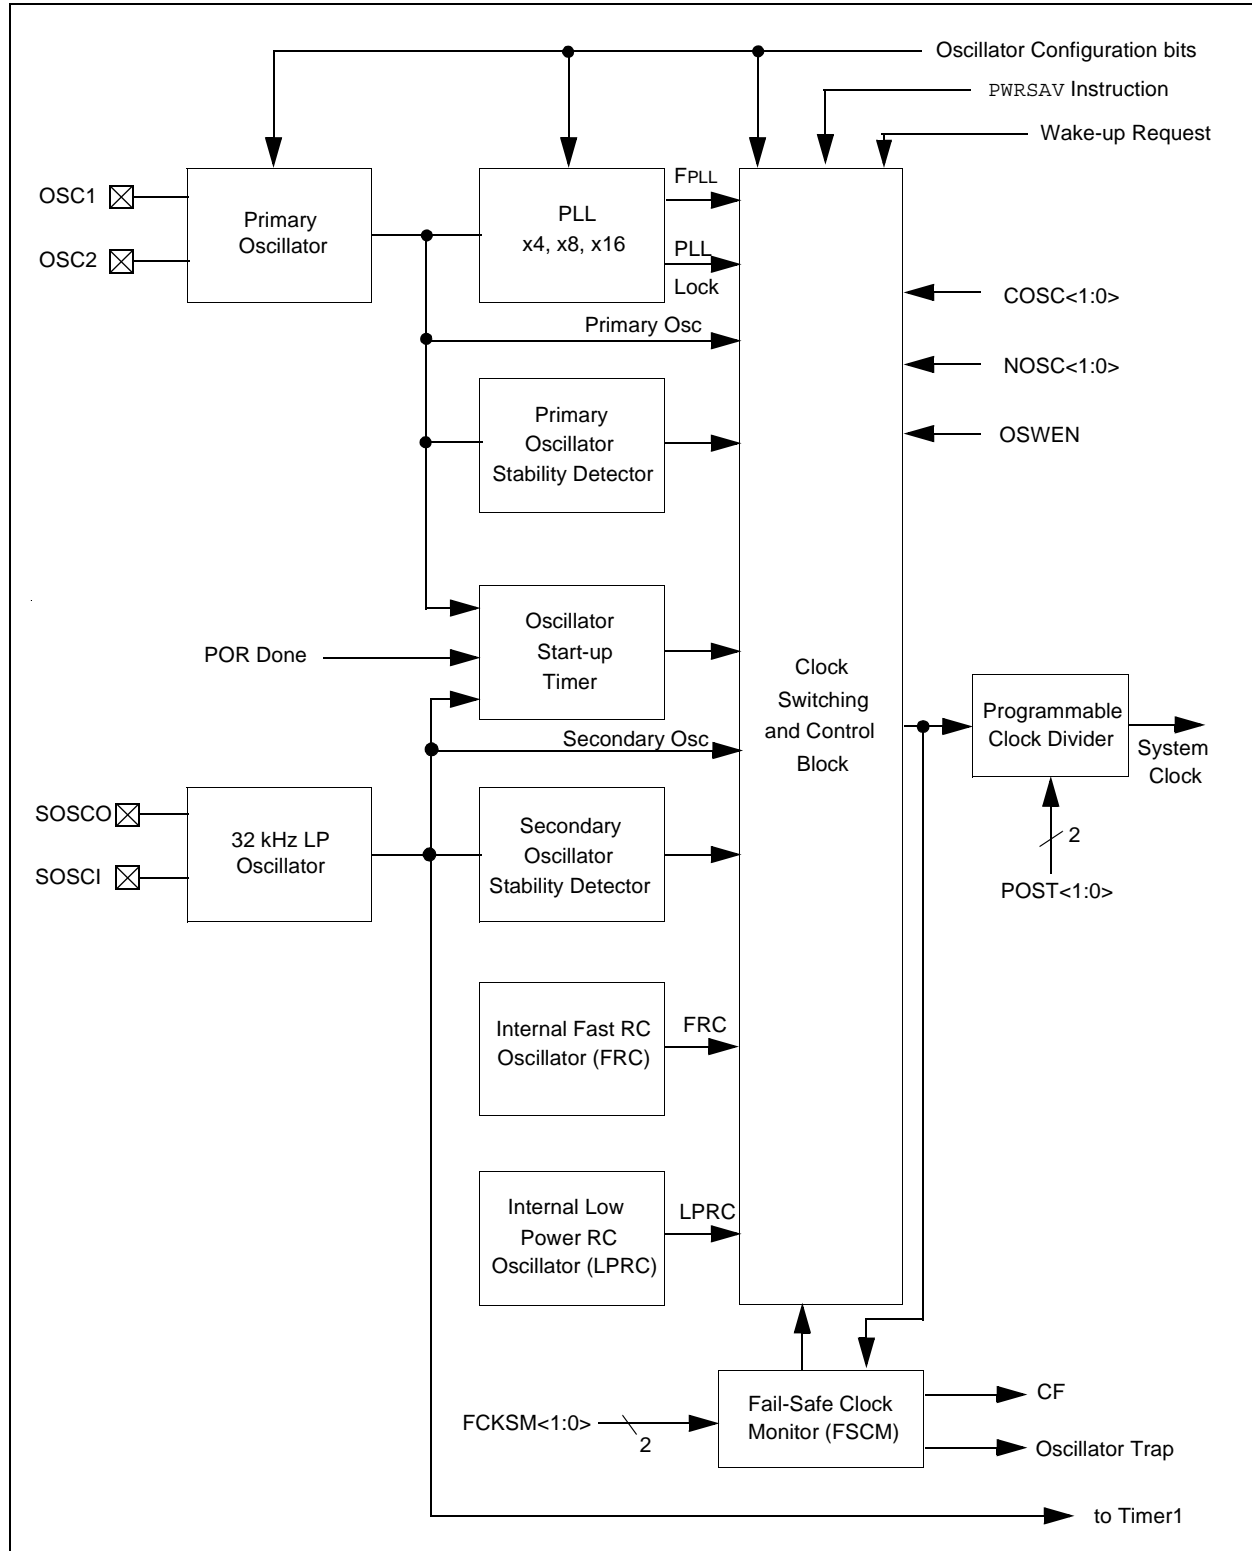 Oscillator Configuration bits
PWRSAV Instruction
Wake-up Request
OSC1
OSC2
Primary
Oscillator
PLL
x4, x8, x16
FPLL
PLL
Lock
COSC<1:0>
Primary Osc
NOSC<1:0>
Primary
Oscillator
Stability Detector
OSWEN
Oscillator
Start-up
Timer
POR Done
Clock
Switching
and Control
Block
Programmable
Clock Divider
System
Clock
Secondary Osc
SOSCO
SOSCI
32 kHz LP
Oscillator
Secondary
Oscillator
Stability Detector
2
POST<1:0>
Internal Fast RC
Oscillator (FRC)
FRC
Internal Low
Power RC
Oscillator (LPRC)
LPRC
FCKSM<1:0>
2
Fail-Safe Clock
Monitor (FSCM)
CF
Oscillator Trap
to Timer1